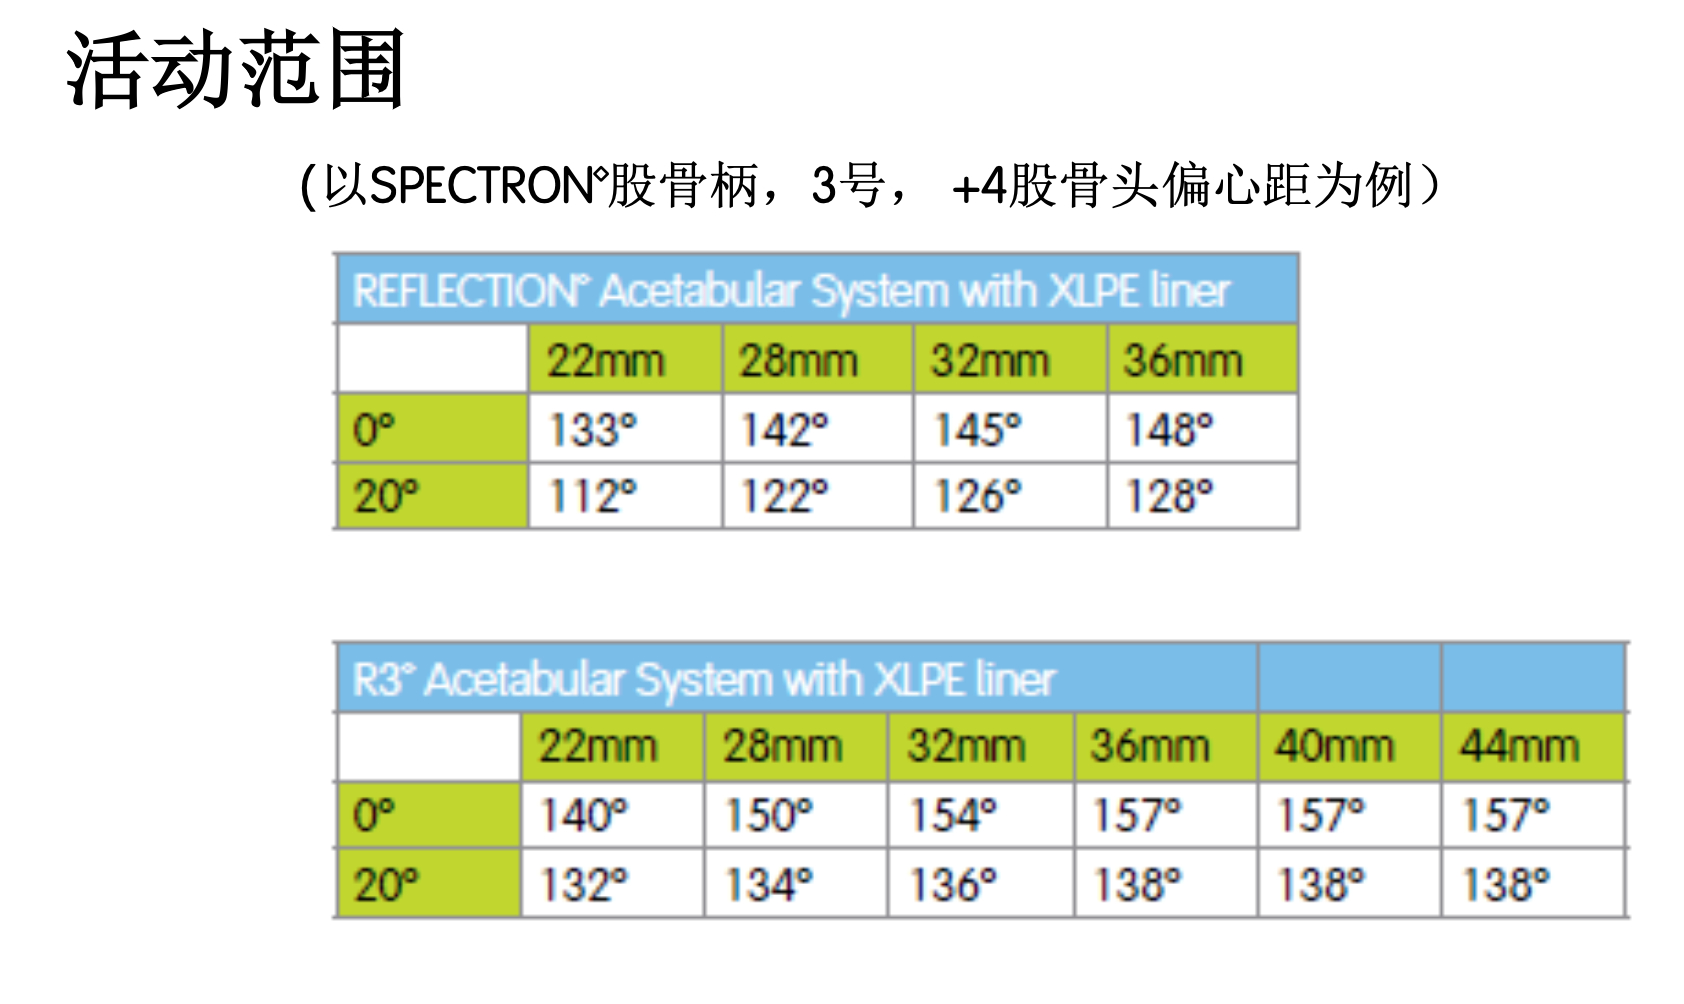 活动范围
(以SPECTRON°股骨柄，3号， +4股骨头偏心距为例）
REFLECTION° Acetabular System with XLPE liner
22mm 28mm 32mm 36mm
0° 133° 142° 145° 148°
20° 112° 122° 126° 128°
R3° Acetabular System with XLPE liner
22mm 28mm 32mm 36mm 40mm 44mm
0° 140° 150° 154° 157° 157° 157°
20° 132° 134° 136° 138° 138° 138°